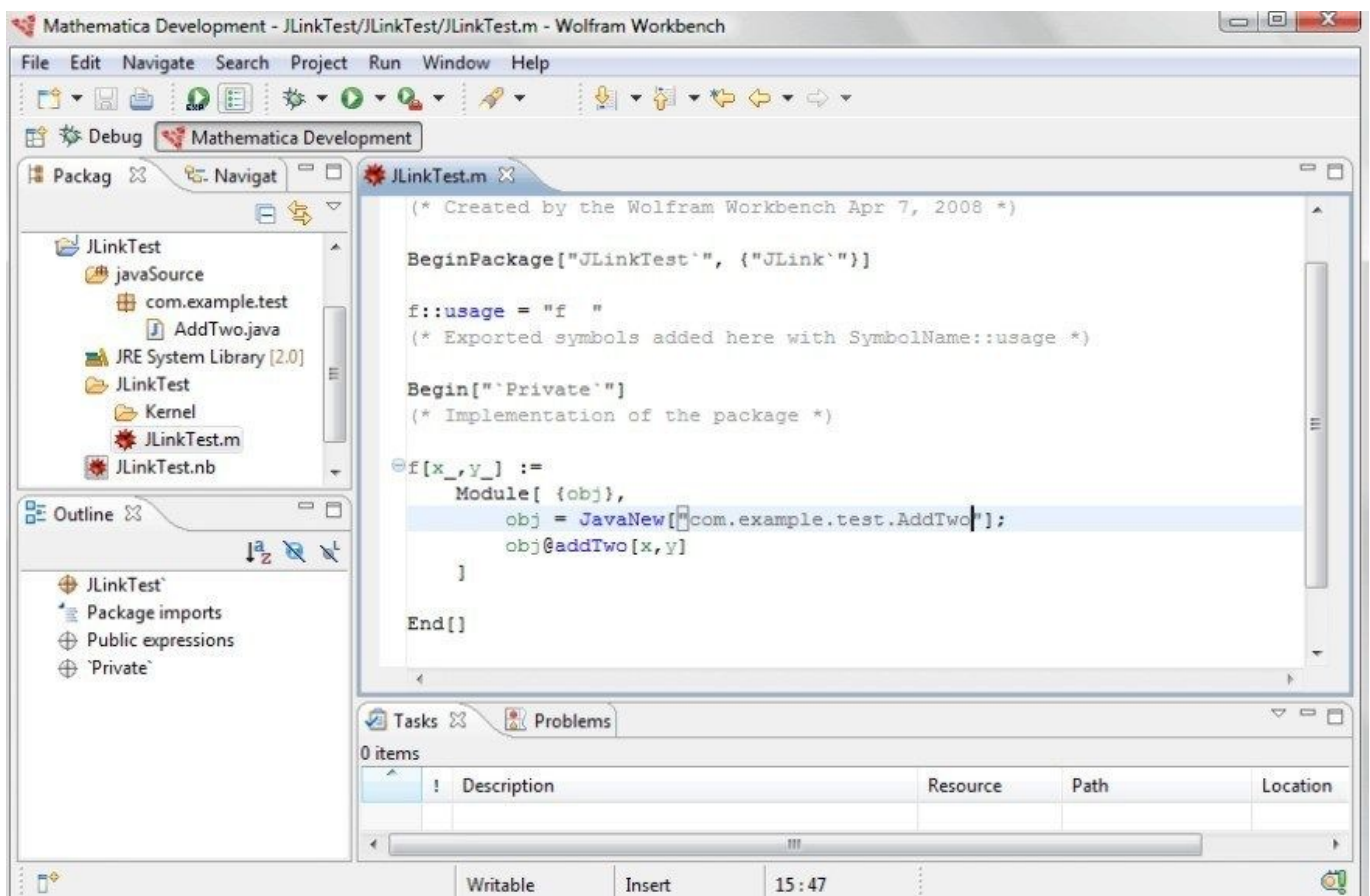 Mathematica Development - JLinkTest/JLinkTest/JLinkTest.m - Wolfram Workbench
File Edit Navigate Search Project Run Window Help
Debug Mathematica Development
Packag Navigat
JLinkTest
javaSource
com.example.test
AddTwo.java
JRE System Library [2.0]
JLinkTest
Kernel
JLinkTest.m
JLinkTest.nb
Outline
JLinkTest`
Package imports
Public expressions
`Private`
JLinkTest.m
(* Created by the Wolfram Workbench Apr 7, 2008 *)
BeginPackage["JLinkTest`", {"JLink`"}]
f::usage = "f  "
(* Exported symbols added here with SymbolName::usage *)
Begin["`Private`"]
(* Implementation of the package *)
f[x_,y_] :=
Module[ {obj},
obj = JavaNew["com.example.test.AddTwo"];
obj@addTwo[x,y]
]
End[]
Tasks Problems
0 items
! Description Resource Path Location
Writable Insert 15:47